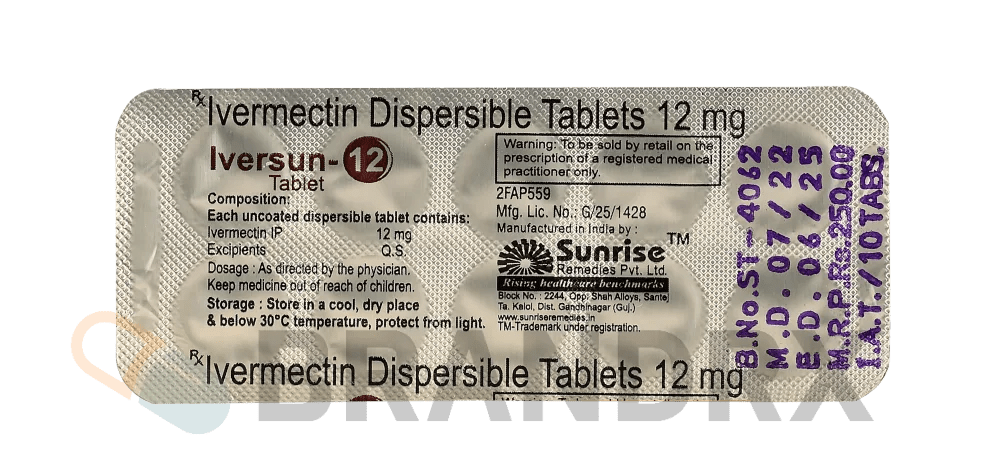 Rx Ivermectin Dispersible Tablets 12 mg
Iversun-12
Tablet
Composition:
Each uncoated dispersible tablet contains:
Ivermectin IP 12 mg
Excipients Q.S.
Dosage : As directed by the physician.
Keep medicine out of reach of children.
Storage : Store in a cool, dry place
& below 30°C temperature, protect from light.
Warning: To be sold by retail on the
prescription of a registered medical
practitioner only.
2FAP559
Mfg. Lic. No.: G/25/1428
Manufactured in India by :
Sunrise TM
Remedies Pvt. Ltd.
Rising healthcare benchmarks
Block No. : 2244, Opp: Shah Alloys, Santej
Ta. Kalol, Dist. Gandhinagar (Guj.)
www.sunriseremedies.in
TM-Trademark under registration.
B.No.ST-4062
M.D. 07/22
E.D. 06/25
M.R.P.Rs.250.00
I.A.T./10TABS.
Rx Ivermectin Dispersible Tablets 12 mg
BRANDRX